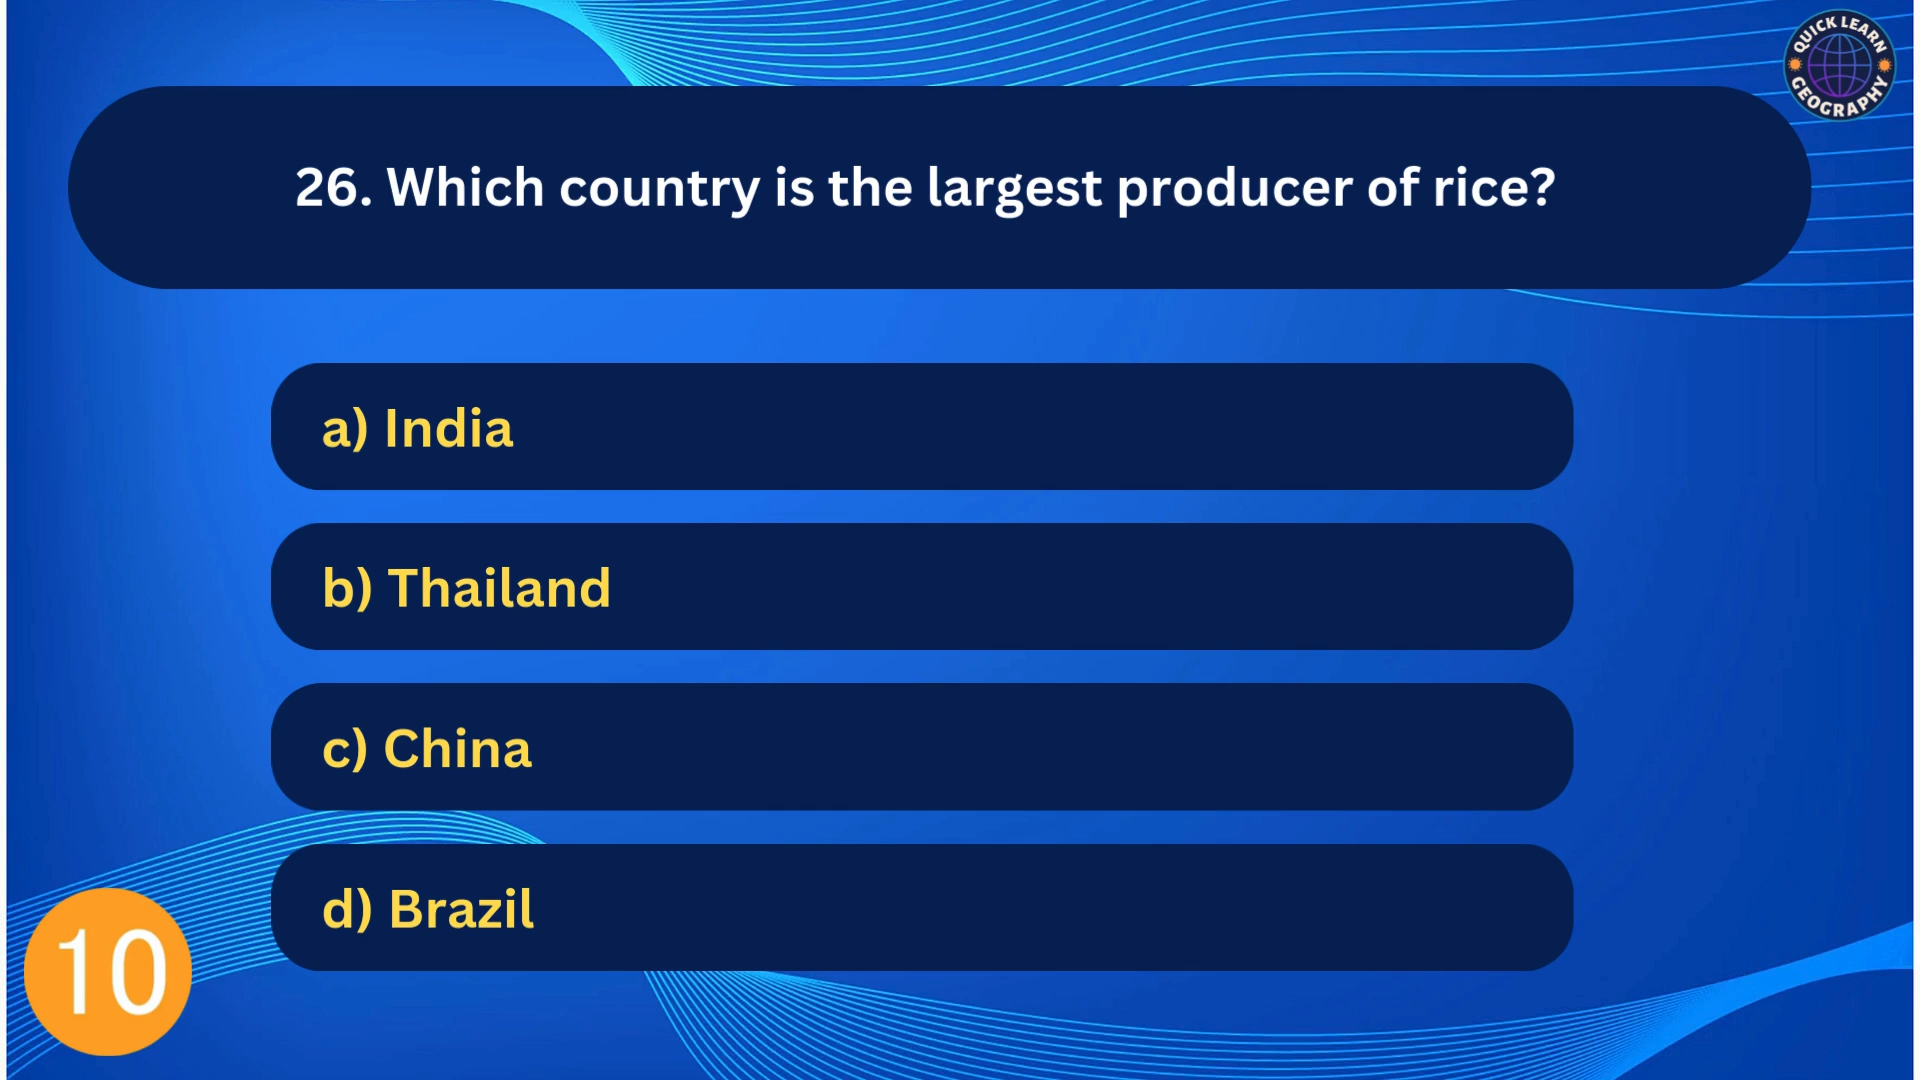 QUICK LEARN
GEOGRAPHY
26. Which country is the largest producer of rice?
a) India
b) Thailand
c) China
d) Brazil
10